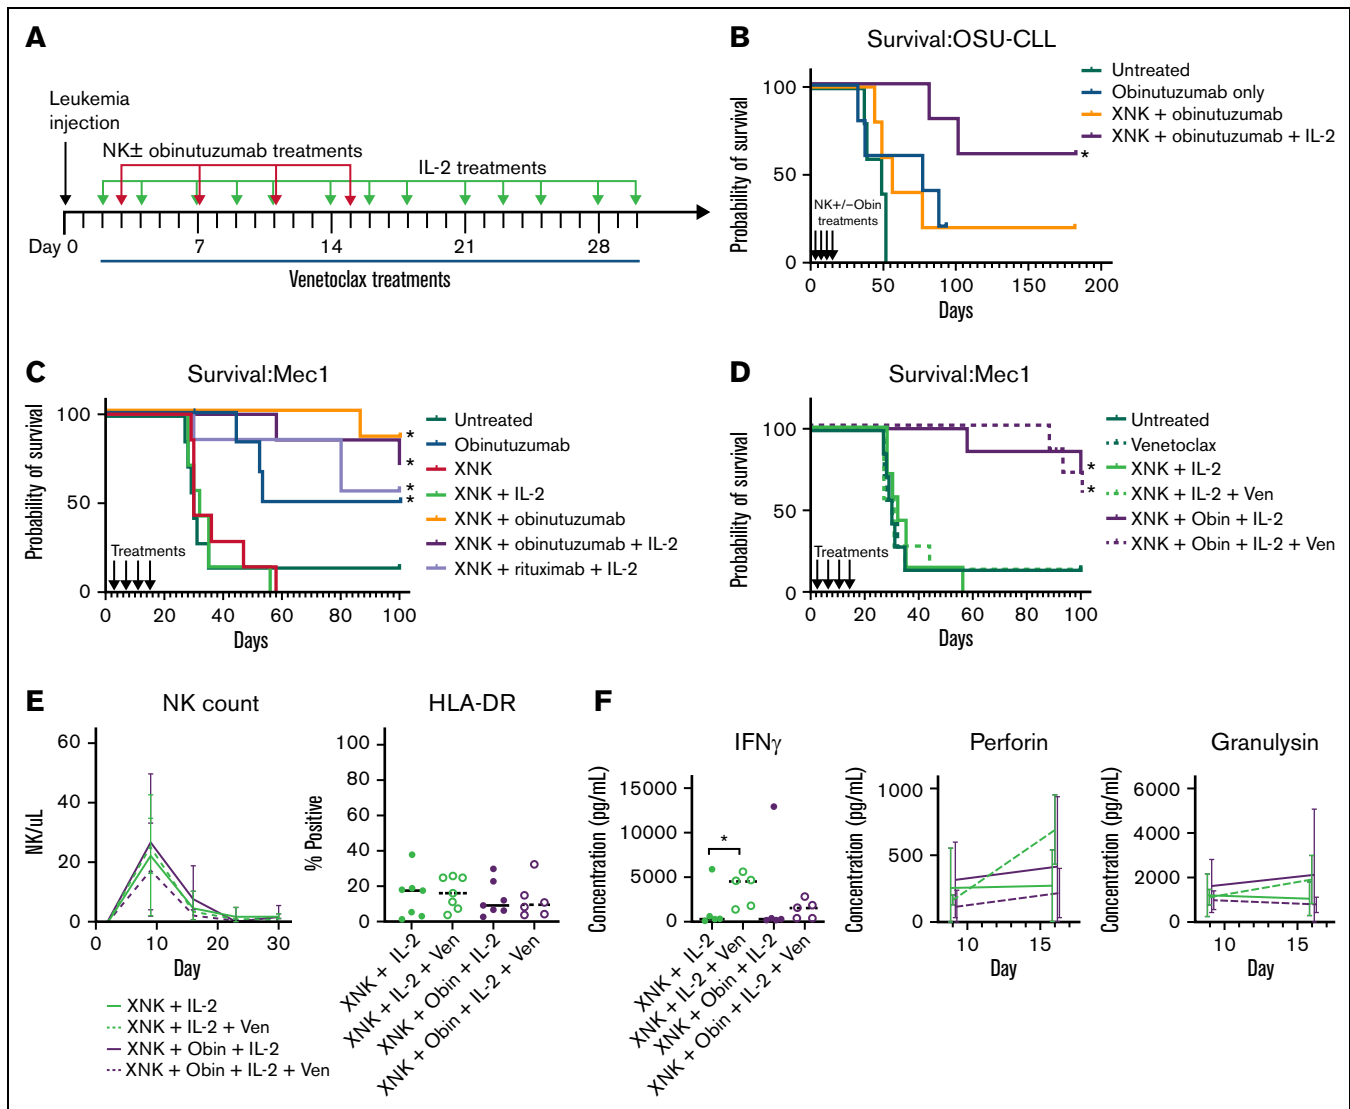 A
Leukemia
injection
NK± obinutuzumab treatments
IL-2 treatments
Day 0 7 14 21 28
Venetoclax treatments
B
Survival:OSU-CLL
Probability of survival
100
50
0
NK+/−Obin
treatments
0 50 100 150 200
Days
Untreated
Obinutuzumab only
XNK + obinutuzumab
XNK + obinutuzumab + IL-2
*
C
Survival:Mec1
Probability of survival
100
50
0
Treatments
0 20 40 60 80 100
Days
*
*
*
*
Untreated
Obinutuzumab
XNK
XNK + IL-2
XNK + obinutuzumab
XNK + obinutuzumab + IL-2
XNK + rituximab + IL-2
D
Survival:Mec1
Probability of survival
100
50
0
Treatments
0 20 40 60 80 100
Days
*
*
Untreated
Venetoclax
XNK + IL-2
XNK + IL-2 + Ven
XNK + Obin + IL-2
XNK + Obin + IL-2 + Ven
E
NK count
NK/uL
60
40
20
0
0 10 20 30
Day
XNK + IL-2
XNK + IL-2 + Ven
XNK + Obin + IL-2
XNK + Obin + IL-2 + Ven
HLA-DR
% Positive
100
80
60
40
20
0
XNK + IL-2
XNK + IL-2 + Ven
XNK + Obin + IL-2
XNK + Obin + IL-2 + Ven
F
IFNγ
Concentration (pg/mL)
15000
10000
5000
0
*
XNK + IL-2
XNK + IL-2 + Ven
XNK + Obin + IL-2
XNK + Obin + IL-2 + Ven
Perforin
Concentration (pg/mL)
1000
500
0
10 15
Day
Granulysin
Concentration (pg/mL)
6000
4000
2000
0
10 15
Day